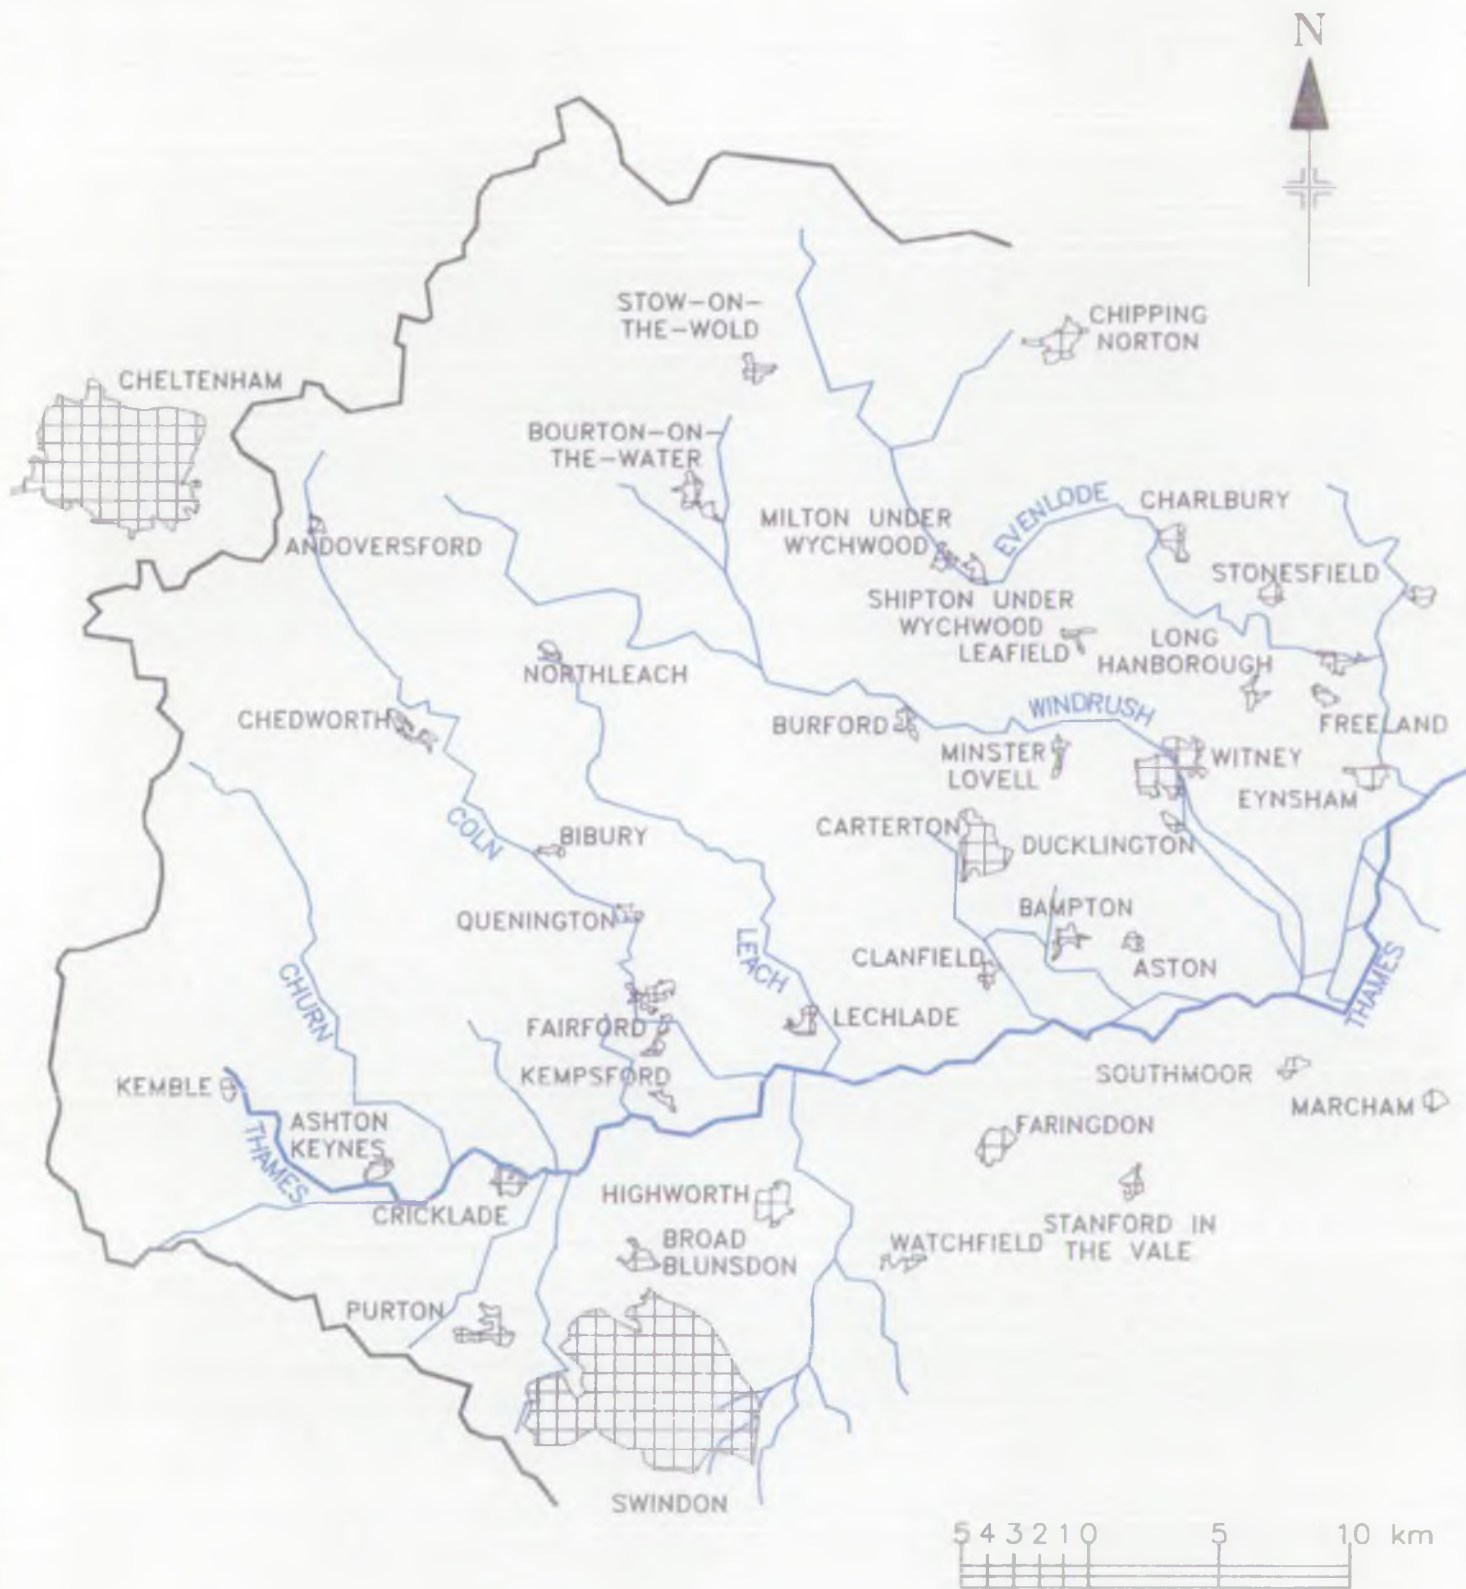 N
STOW-ON-
THE-WOLD
CHIPPING
NORTON
CHELTENHAM
BOURTON-ON-
THE-WATER
EVENLODE
CHARLBURY
MILTON UNDER
WYCHWOOD
ANDOVERSFORD
STONESFIELD
SHIPTON UNDER
WYCHWOOD
LEAFIELD
LONG
HANBOROUGH
NORTHLEACH
CHEDWORTH
BURFORD
WINDRUSH
FREELAND
MINSTER
LOVELL
WITNEY
EYNSHAM
COLN
BIBURY
CARTERTON
DUCKLINGTON
QUENINGTON
BAMPTON
LEACH
CLANFIELD
ASTON
CHURN
THAMES
FAIRFORD
LECHLADE
KEMPSFORD
SOUTHMOOR
KEMBLE
MARCHAM
ASHTON
KEYNES
FARINGDON
THAMES
CRICKLADE
HIGHWORTH
STANFORD IN
THE VALE
BROAD
BLUNSDON
WATCHFIELD
PURTON
SWINDON
5 4 3 2 1 0 5 10 km